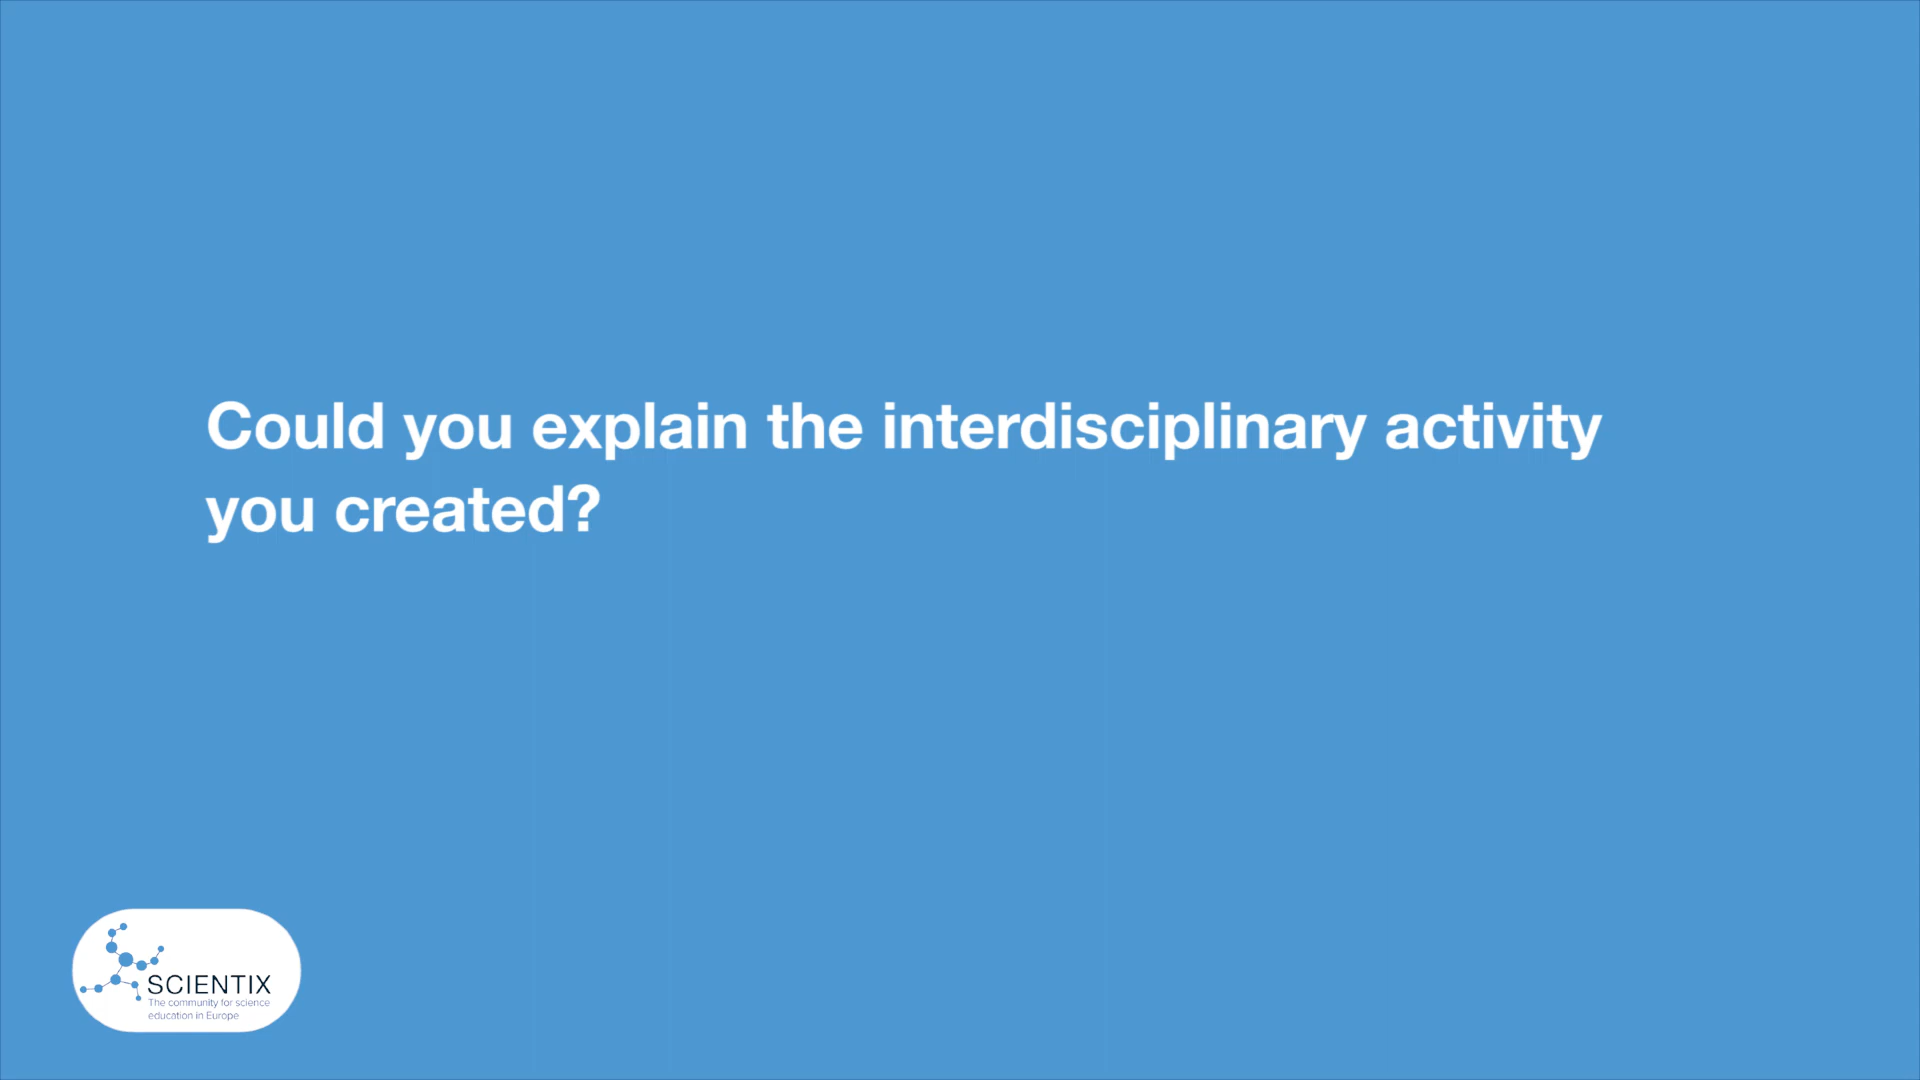 Could you explain the interdisciplinary activity
you created?
SCIENTIX
The community for science
education in Europe